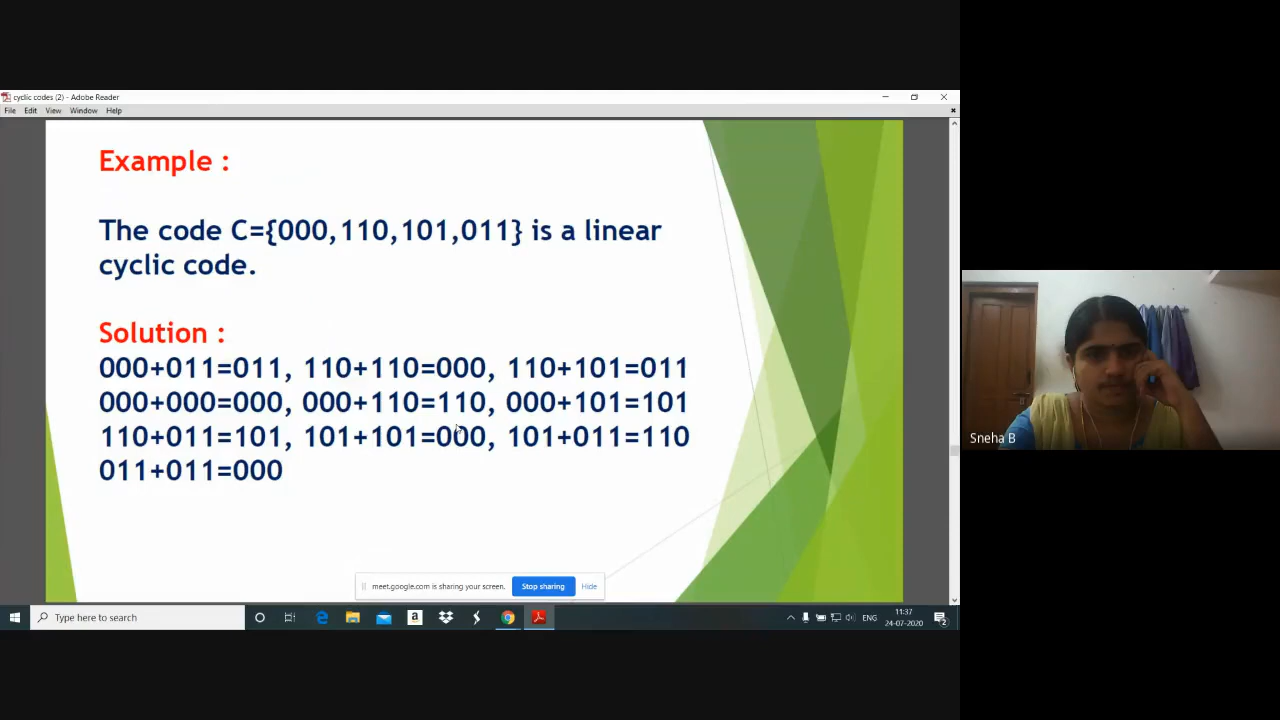 cyclic codes (2) - Adobe Reader
File Edit View Window Help
Example :
The code C={000,110,101,011} is a linear
cyclic code.
Solution :
000+011=011, 110+110=000, 110+101=011
000+000=000, 000+110=110, 000+101=101
110+011=101, 101+101=000, 101+011=110
011+011=000
Sneha B
meet.google.com is sharing your screen. Stop sharing Hide
Type here to search
ENG
11:37
24-07-2020
2